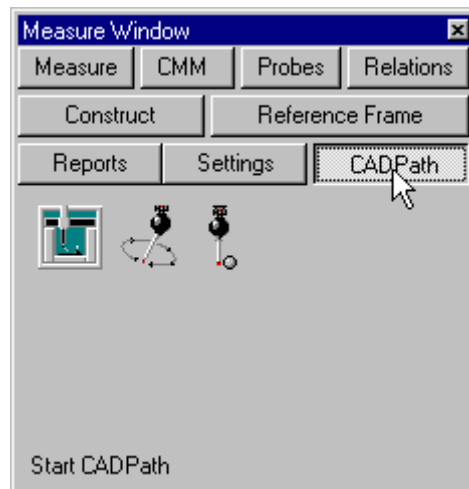 Measure Window
Measure CMM Probes Relations
Construct Reference Frame
Reports Settings CADPath
Start CADPath